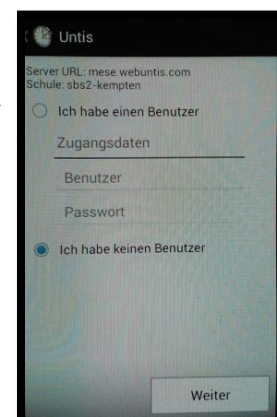 Untis
Server URL: mese.webuntis.com
Schule: sbs2-kempten
Ich habe einen Benutzer
Zugangsdaten
Benutzer
Passwort
Ich habe keinen Benutzer
Weiter